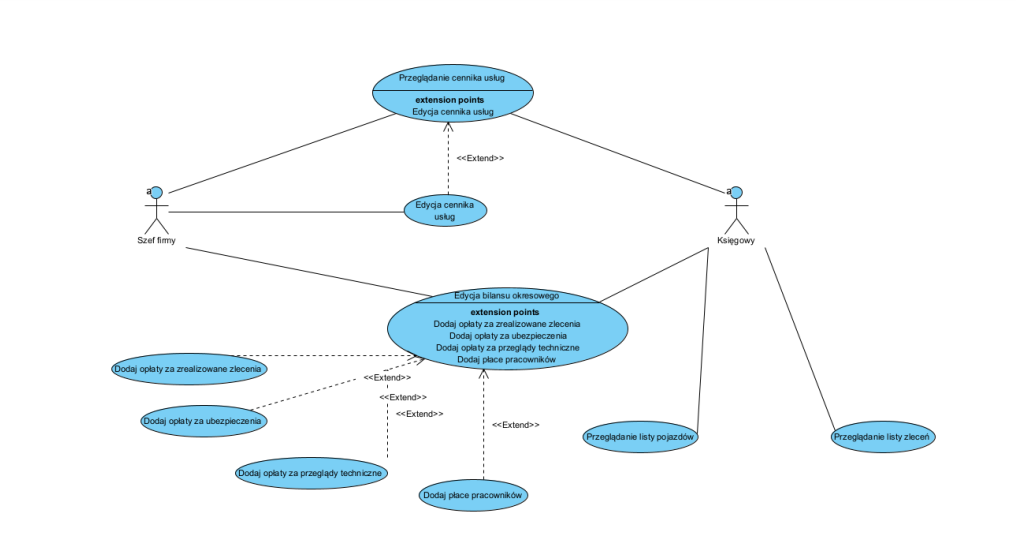 Przeglądanie cennika usług
extension points
Edycja cennika usług
<<Extend>>
a
a
Edycja cennika
usług
Szef firmy
Księgowy
Edycja bilansu okresowego
extension points
Dodaj opłaty za zrealizowane zlecenia
Dodaj opłaty za ubezpieczenia
Dodaj opłaty za przeglądy techniczne
Dodaj płace pracowników
Dodaj opłaty za zrealizowane zlecenia
<<Extend>>
<<Extend>>
<<Extend>>
Dodaj opłaty za ubezpieczenia
<<Extend>>
Przeglądanie listy pojazdów
Przeglądanie listy zleceń
Dodaj opłaty za przeglądy techniczne
Dodaj płace pracowników